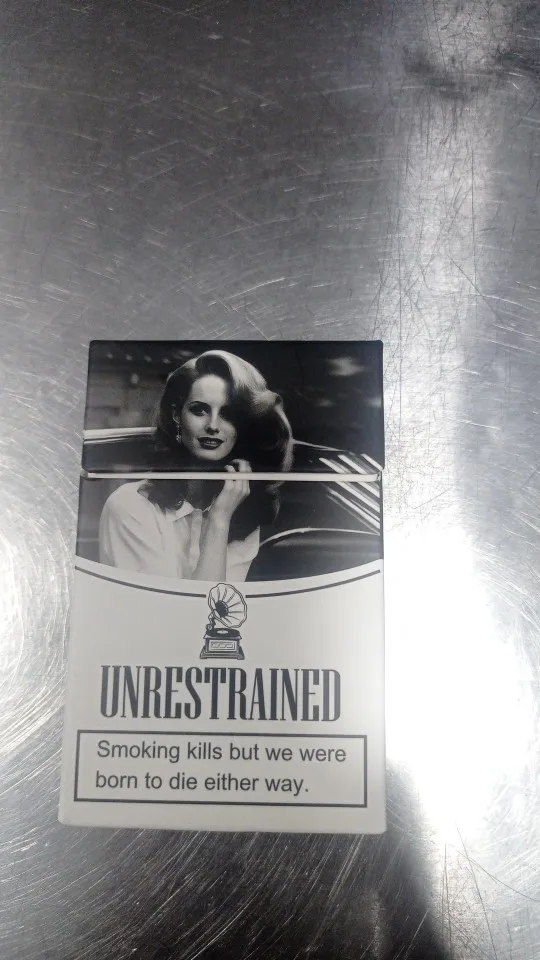 UNRESTRAINED
Smoking kills but we were
born to die either way.